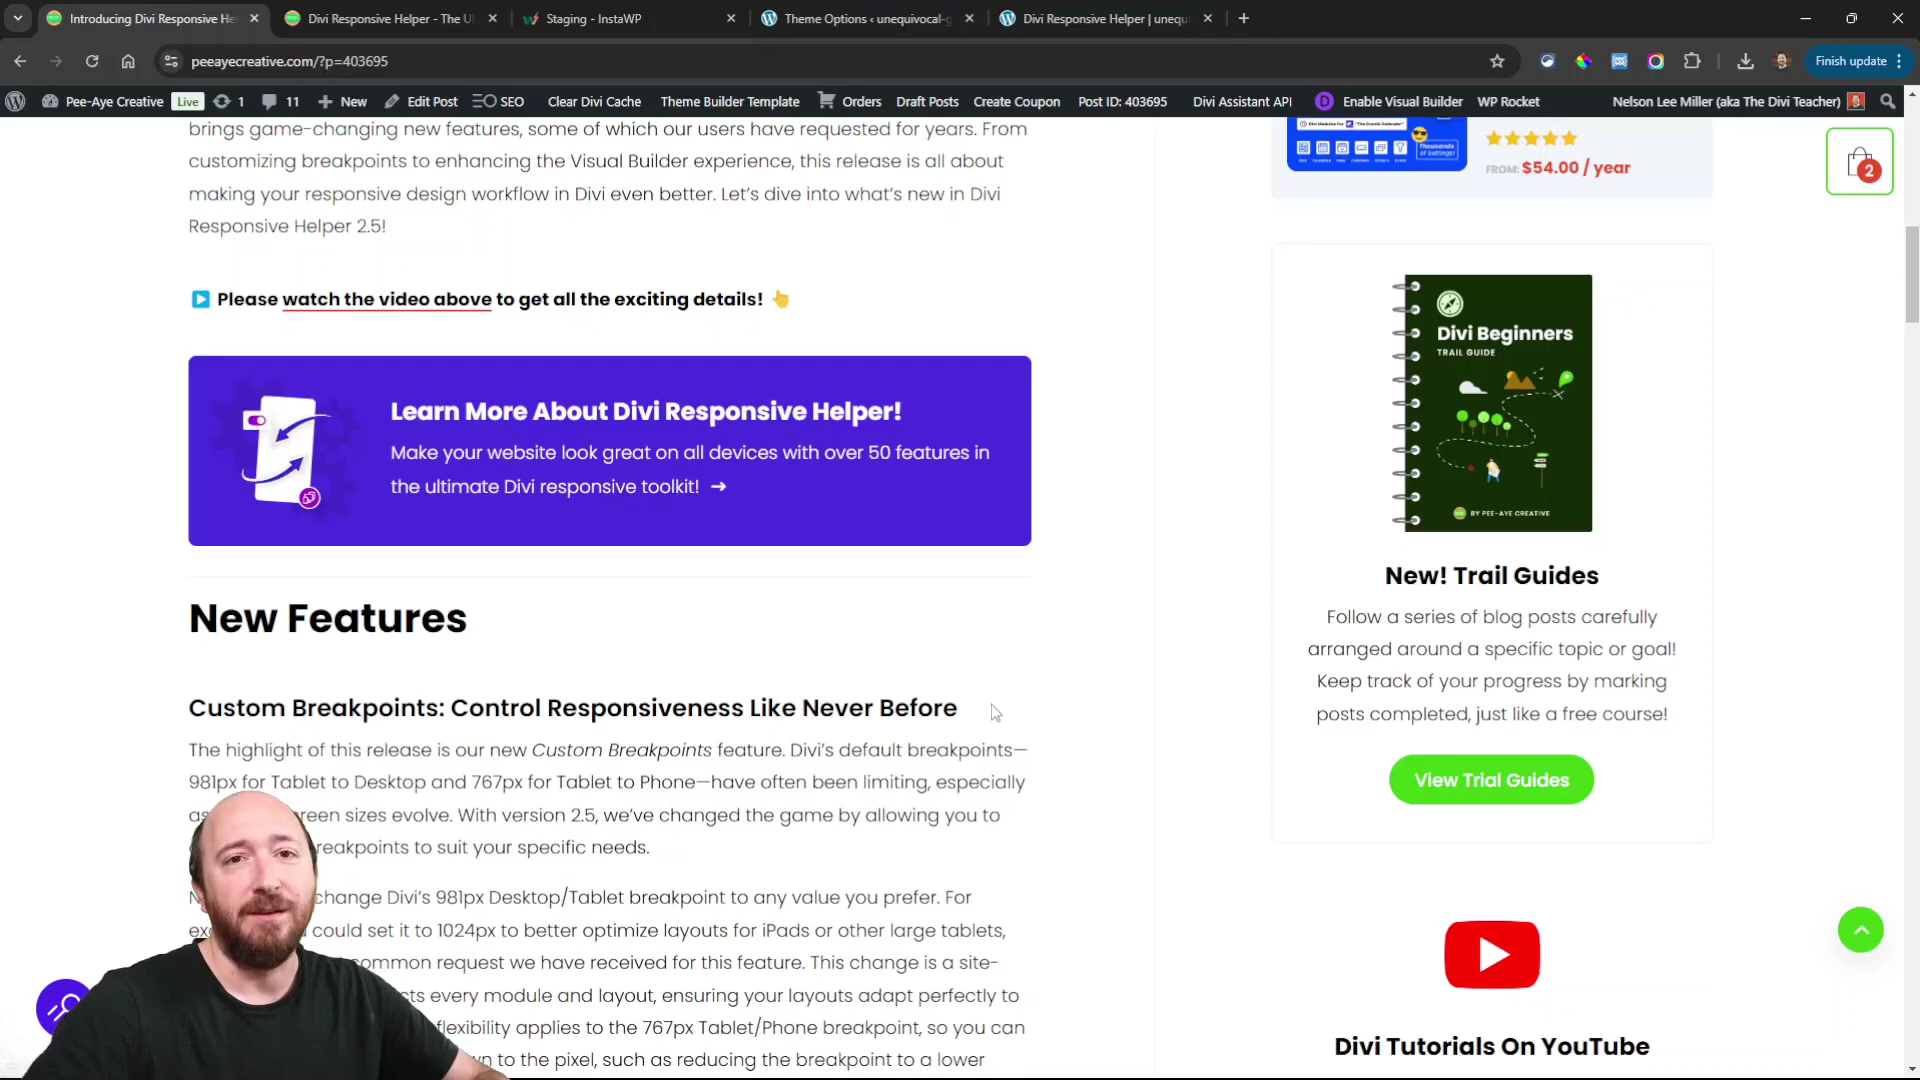 Introducing Divi Responsive He
Divi Responsive Helper - The U
Staging - InstaWP
Theme Options ‹ unequivocal-g
Divi Responsive Helper | unequ
peeayecreative.com/?p=403695
Finish update
Pee-Aye Creative
Live
1
11
New
Edit Post
SEO
Clear Divi Cache
Theme Builder Template
Orders
Draft Posts
Create Coupon
Post ID: 403695
Divi Assistant API
Enable Visual Builder
WP Rocket
Nelson Lee Miller (aka The Divi Teacher)
brings game-changing new features, some of which our users have requested for years. From
customizing breakpoints to enhancing the Visual Builder experience, this release is all about
making your responsive design workflow in Divi even better. Let's dive into what's new in Divi
Responsive Helper 2.5!
Please watch the video above to get all the exciting details!
Learn More About Divi Responsive Helper!
Make your website look great on all devices with over 50 features in
the ultimate Divi responsive toolkit! →
New Features
Custom Breakpoints: Control Responsiveness Like Never Before
The highlight of this release is our new Custom Breakpoints feature. Divi's default breakpoints—
981px for Tablet to Desktop and 767px for Tablet to Phone—have often been limiting, especially
as reen sizes evolve. With version 2.5, we've changed the game by allowing you to
reakpoints to suit your specific needs.
N change Divi's 981px Desktop/Tablet breakpoint to any value you prefer. For
exa could set it to 1024px to better optimize layouts for iPads or other large tablets,
common request we have received for this feature. This change is a site-
cts every module and layout, ensuring your layouts adapt perfectly to
flexibility applies to the 767px Tablet/Phone breakpoint, so you can
wn to the pixel, such as reducing the breakpoint to a lower
Thousands
of Settings!
FROM: $54.00 / year
2
Divi Beginners
TRAIL GUIDE
BY PEE-AYE CREATIVE
New! Trail Guides
Follow a series of blog posts carefully
arranged around a specific topic or goal!
Keep track of your progress by marking
posts completed, just like a free course!
View Trial Guides
Divi Tutorials On YouTube